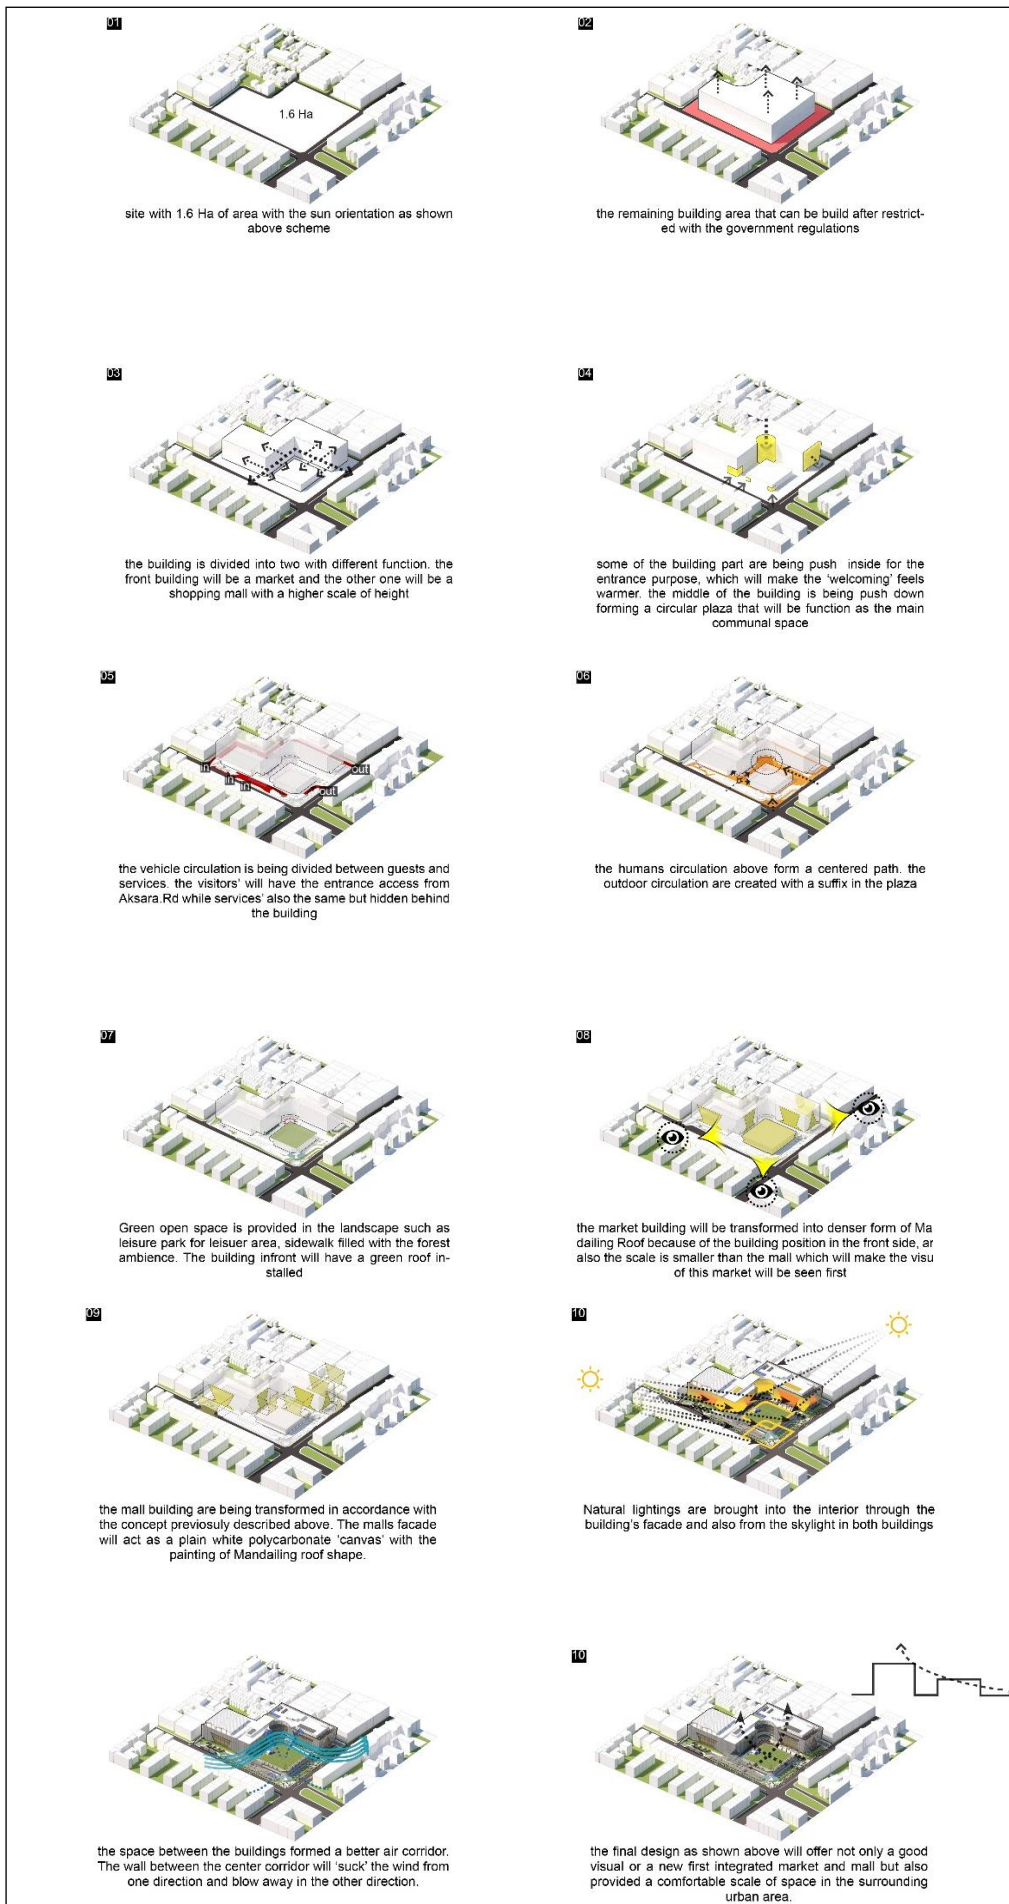 01
1.6 Ha
site with 1.6 Ha of area with the sun orientation as shown
above scheme
02
the remaining building area that can be build after restrict-
ed with the government regulations
03
the building is divided into two with different function. the
front building will be a market and the other one will be a
shopping mall with a higher scale of height
04
some of the building part are being push inside for the
entrance purpose, which will make the ‘welcoming’ feels
warmer. the middle of the building is being push down
forming a circular plaza that will be function as the main
communal space
05
in
in
in
out
out
the vehicle circulation is being divided between guests and
services. the visitors’ will have the entrance access from
Aksara.Rd while services’ also the same but hidden behind
the building
06
the humans circulation above form a centered path. the
outdoor circulation are created with a suffix in the plaza
07
Green open space is provided in the landscape such as
leisure park for leisuer area, sidewalk filled with the forest
ambience. The building infront will have a green roof in-
stalled
08
the market building will be transformed into denser form of Ma
dailing Roof because of the building position in the front side, ar
also the scale is smaller than the mall which will make the visu
of this market will be seen first
09
the mall building are being transformed in accordance with
the concept previosuly described above. The malls facade
will act as a plain white polycarbonate ‘canvas’ with the
painting of Mandailing roof shape.
10
Natural lightings are brought into the interior through the
building’s facade and also from the skylight in both buildings
the space between the buildings formed a better air corridor.
The wall between the center corridor will ‘suck’ the wind from
one direction and blow away in the other direction.
10
the final design as shown above will offer not only a good
visual or a new first integrated market and mall but also
provided a comfortable scale of space in the surrounding
urban area.